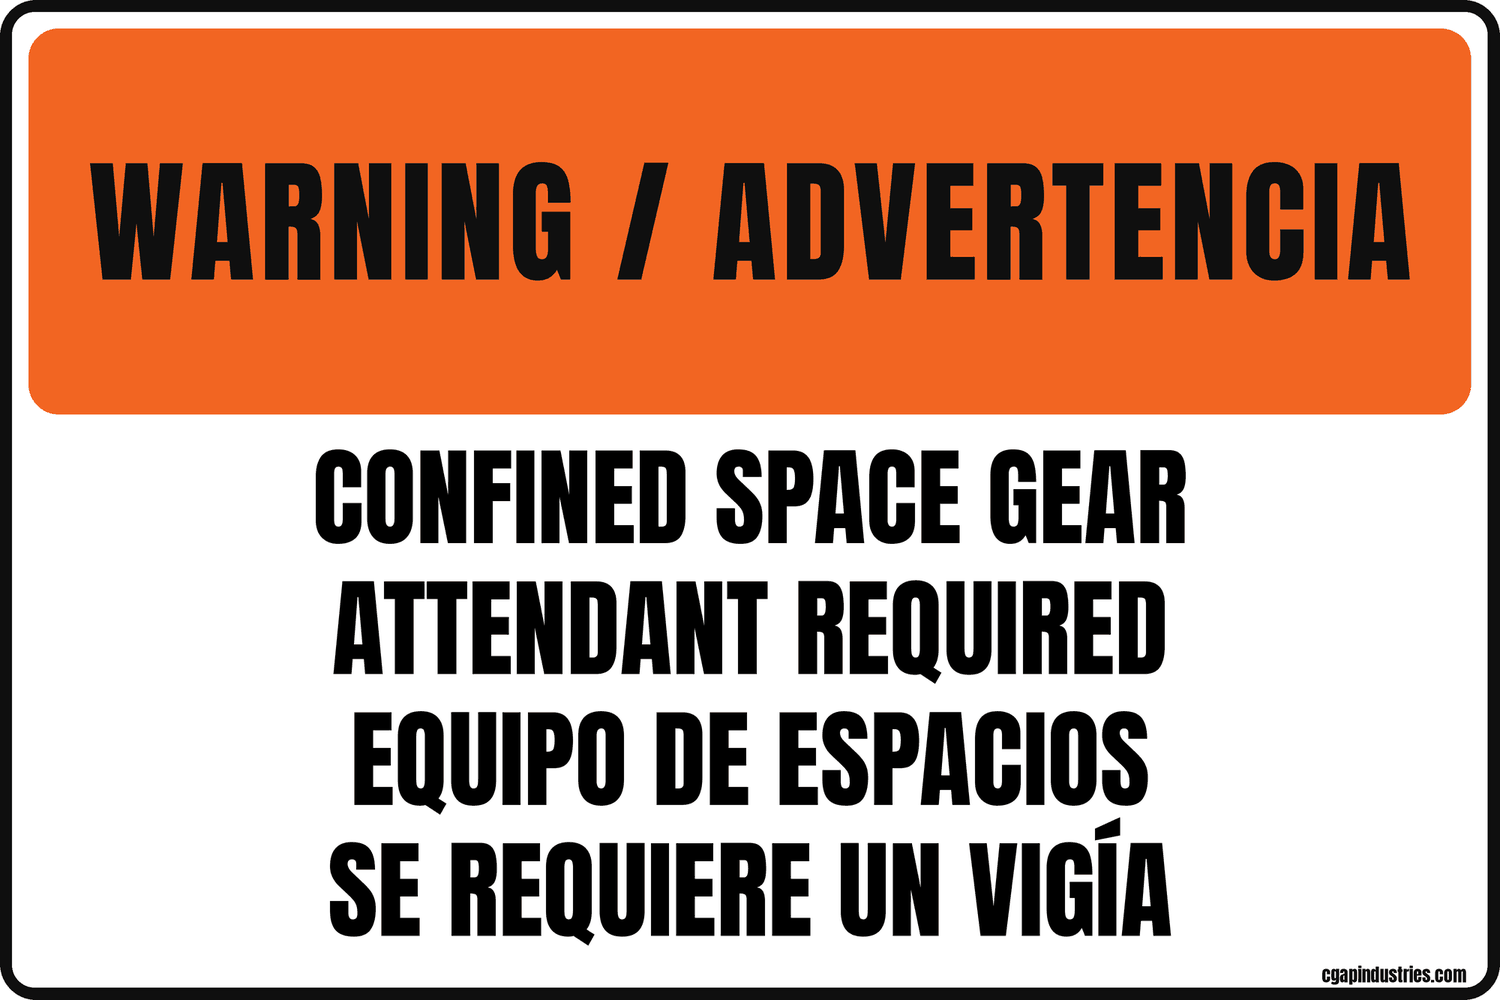 WARNING / ADVERTENCIA
CONFINED SPACE GEAR
ATTENDANT REQUIRED
EQUIPO DE ESPACIOS
SE REQUIERE UN VIGÍA
cgapindustries.com